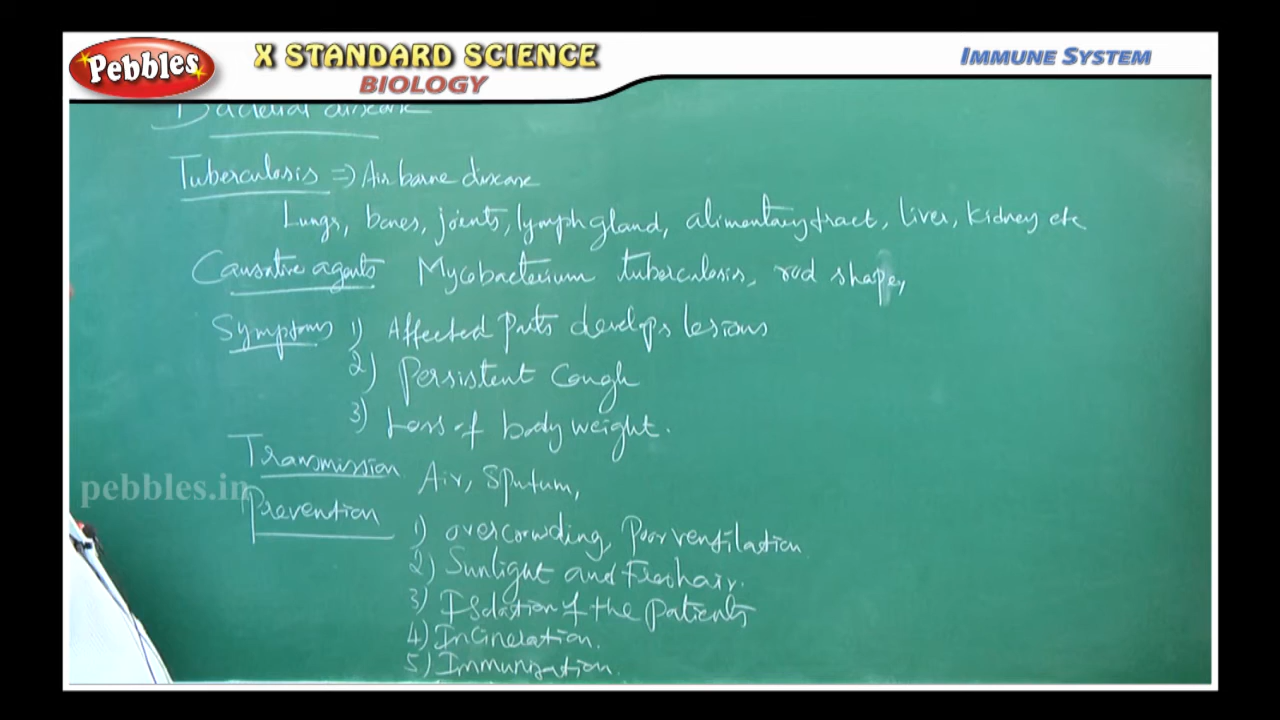 Pebbles
X STANDARD SCIENCE
BIOLOGY
IMMUNE SYSTEM
Bacterial disease
Tuberculosis => Air borne disease
Lungs, bones, joints, lymph gland, alimentary tract, liver, kidney etc
Causative agents Mycobacterium tuberculosis, rod shape,
Symptoms 1) Affected Parts develops lesions
2) Persistent Cough
3) Loss of body weight.
Transmission Air, Sputum,
pebbles.in
Prevention 1) overcrowding, Poor ventilation
2) Sunlight and Fresh air.
3) Isolation of the patients
4) Incineration.
5) Immunization.